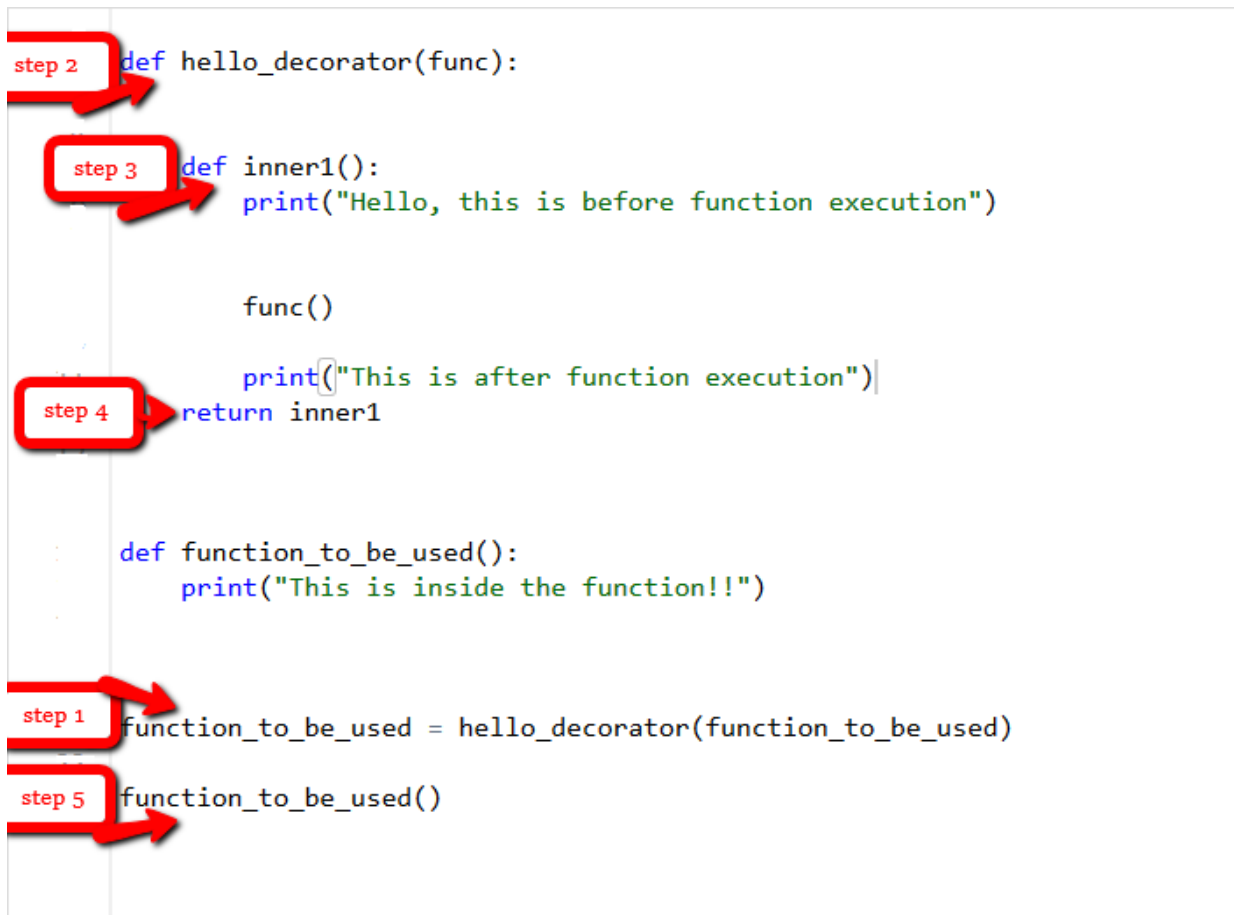 step 2 def hello_decorator(func):
step 3 def inner1():
print("Hello, this is before function execution")
func()
print("This is after function execution")
step 4 return inner1
def function_to_be_used():
print("This is inside the function!!")
step 1 function_to_be_used = hello_decorator(function_to_be_used)
step 5 function_to_be_used()